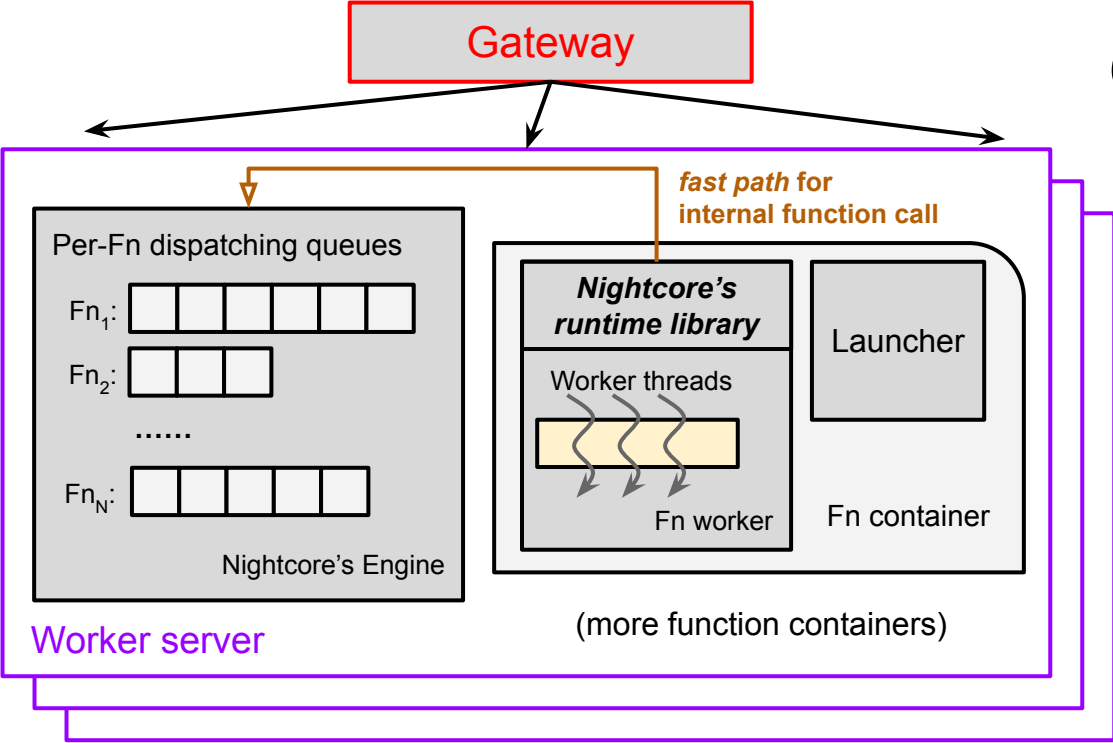 Gateway
(
fast path for
internal function call
Per-Fn dispatching queues
Fn1:
Fn2:
......
FnN:
Nightcore’s Engine
Nightcore’s
runtime library
Worker threads
Fn worker
Launcher
Fn container
(more function containers)
Worker server